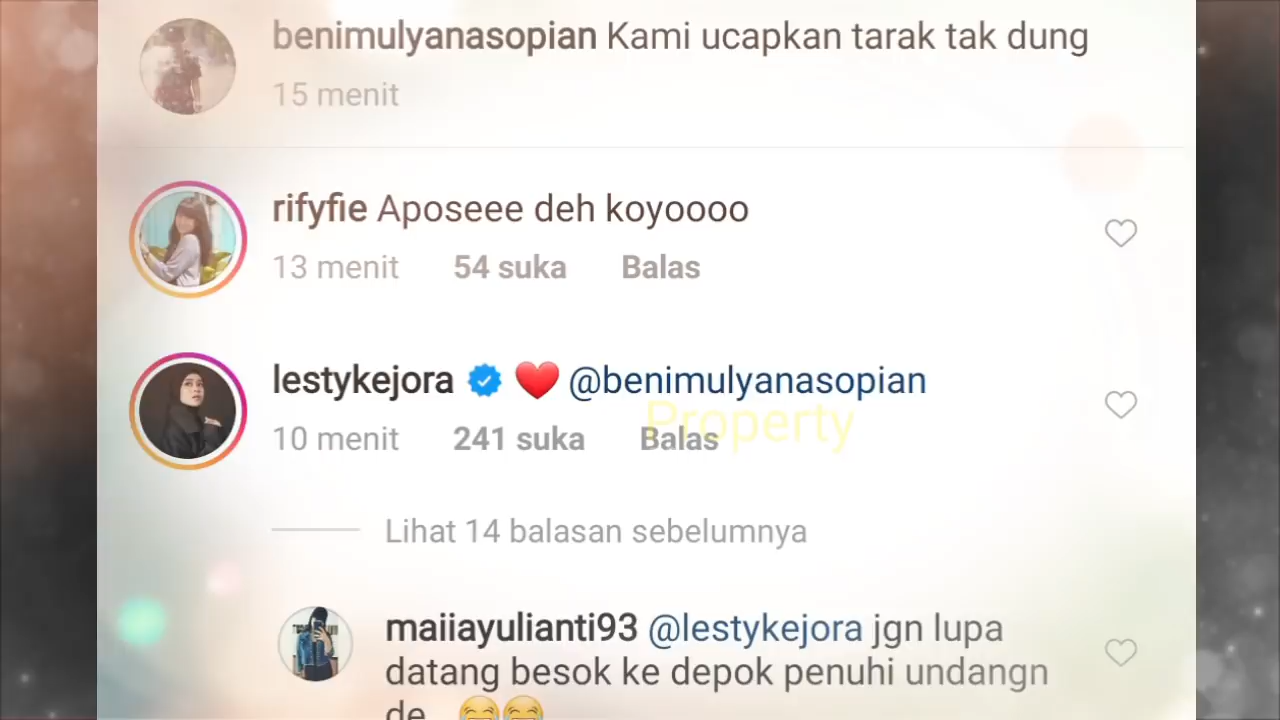 benimulyanasopian Kami ucapkan tarak tak dung
15 menit
rifyfie Aposeee deh koyoooo
13 menit 54 suka Balas
lestykejora ❤️ @benimulyanasopian
Property
10 menit 241 suka Balas
Lihat 14 balasan sebelumnya
maiiayulianti93 @lestykejora jgn lupa
datang besok ke depok penuhi undangn
de.. 😂😂